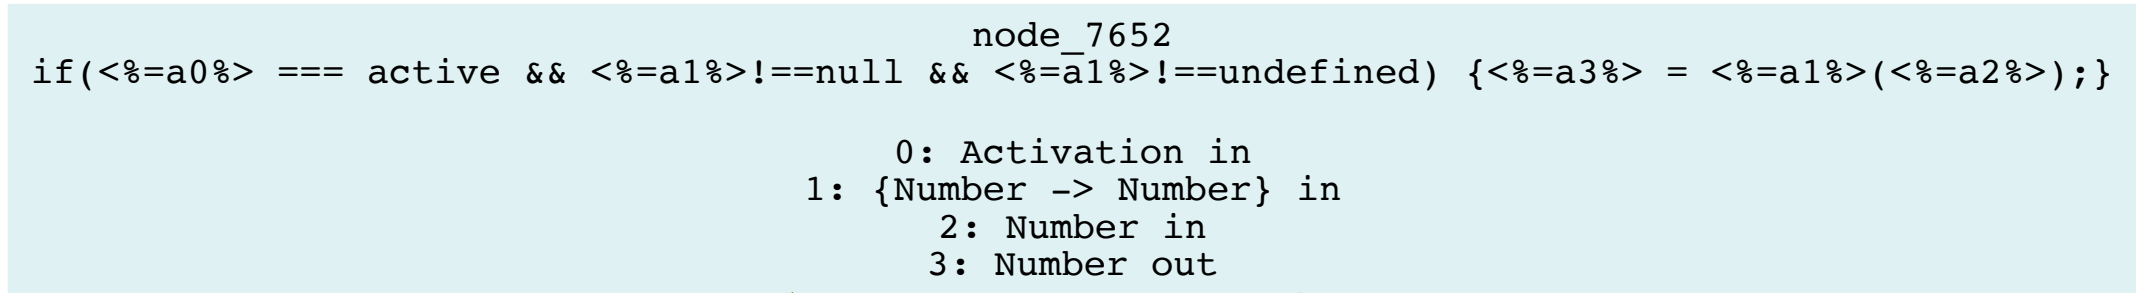 node_7652
if(<%=a0%> === active && <%=a1%>!==null && <%=a1%>!==undefined) {<%=a3%> = <%=a1%>(<%=a2%>);}
0: Activation in
1: {Number -> Number} in
2: Number in
3: Number out